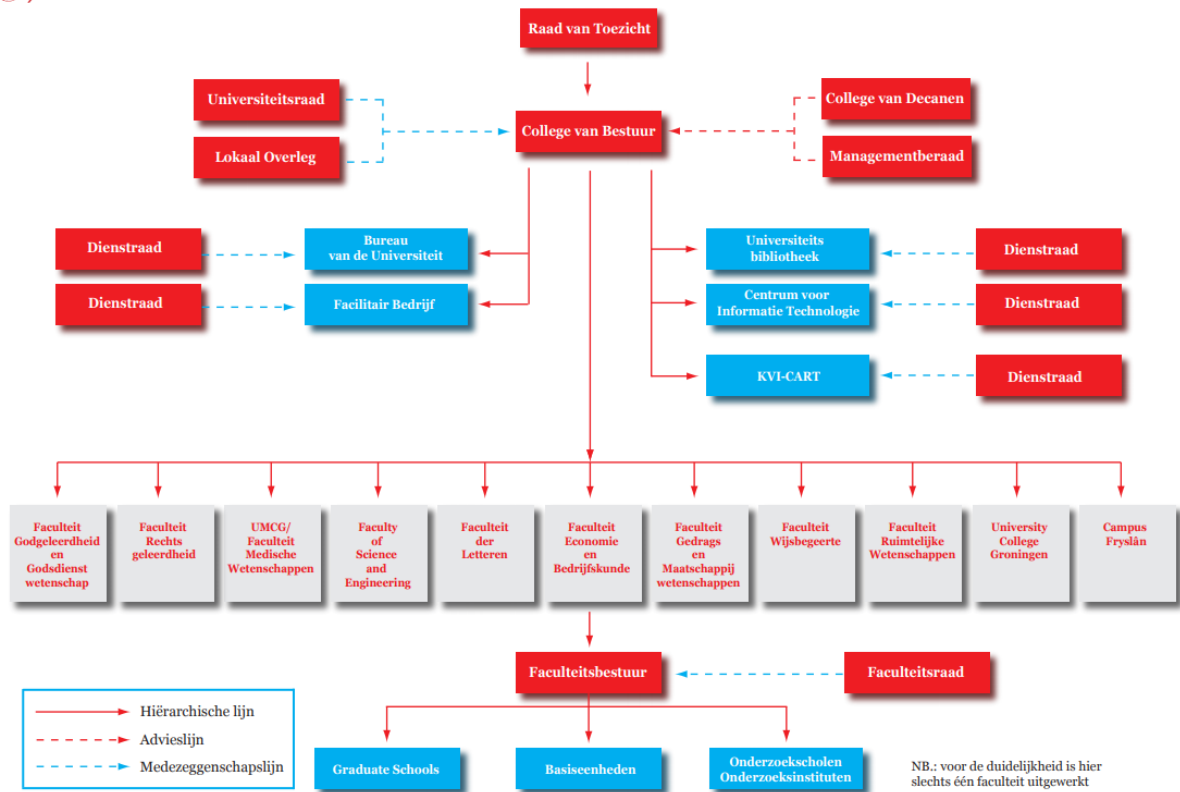 Raad van Toezicht
Universiteitsraad
College van Decanen
College van Bestuur
Lokaal Overleg
Managementberaad
Dienstraad
Bureau
van de Universiteit
Universiteits
bibliotheek
Dienstraad
Dienstraad
Facilitair Bedrijf
Centrum voor
Informatie Technologie
Dienstraad
KVI-CART
Dienstraad
Faculteit
Godgeleerdheid
en
Godsdienst
wetenschap
Faculteit
Rechts
geleerdheid
UMCG/
Faculteit
Medische
Wetenschappen
Faculty
of
Science
and
Engineering
Faculteit
der
Letteren
Faculteit
Economie
en
Bedrijfskunde
Faculteit
Gedrags
en
Maatschappij
wetenschappen
Faculteit
Wijsbegeerte
Faculteit
Ruimtelijke
Wetenschappen
University
College
Groningen
Campus
Fryslân
Faculteitsbestuur
Faculteitsraad
Hiërarchische lijn
Advieslijn
Medezeggenschapslijn
Graduate Schools
Basiseenheden
Onderzoekscholen
Onderzoeksinstituten
NB.: voor de duidelijkheid is hier
slechts één faculteit uitgewerkt